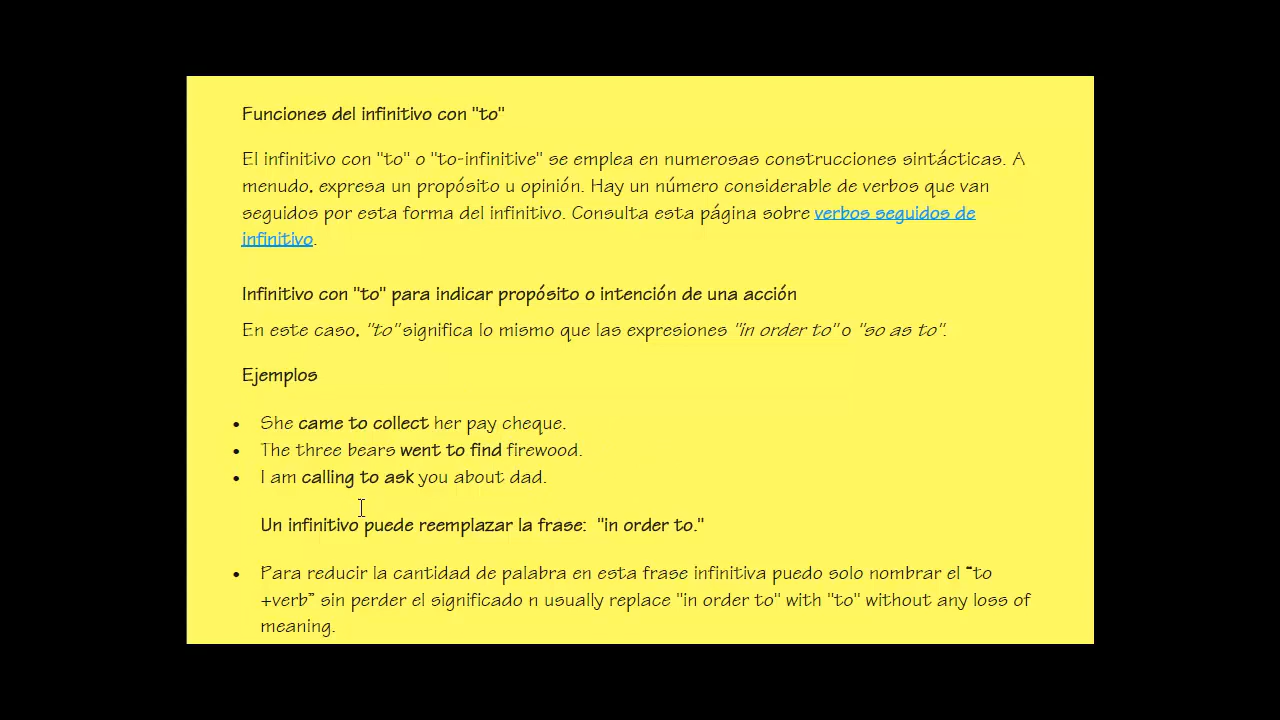 Funciones del infinitivo con "to"
El infinitivo con "to" o "to-infinitive" se emplea en numerosas construcciones sintácticas. A
menudo, expresa un propósito u opinión. Hay un número considerable de verbos que van
seguidos por esta forma del infinitivo. Consulta esta página sobre verbos seguidos de
infinitivo.
Infinitivo con "to" para indicar propósito o intención de una acción
En este caso, "to" significa lo mismo que las expresiones "in order to" o "so as to".
Ejemplos
• She came to collect her pay cheque.
• The three bears went to find firewood.
• I am calling to ask you about dad.
Un infinitivo puede reemplazar la frase: "in order to."
• Para reducir la cantidad de palabra en esta frase infinitiva puedo solo nombrar el “to
+verb” sin perder el significado n usually replace "in order to" with "to" without any loss of
meaning.